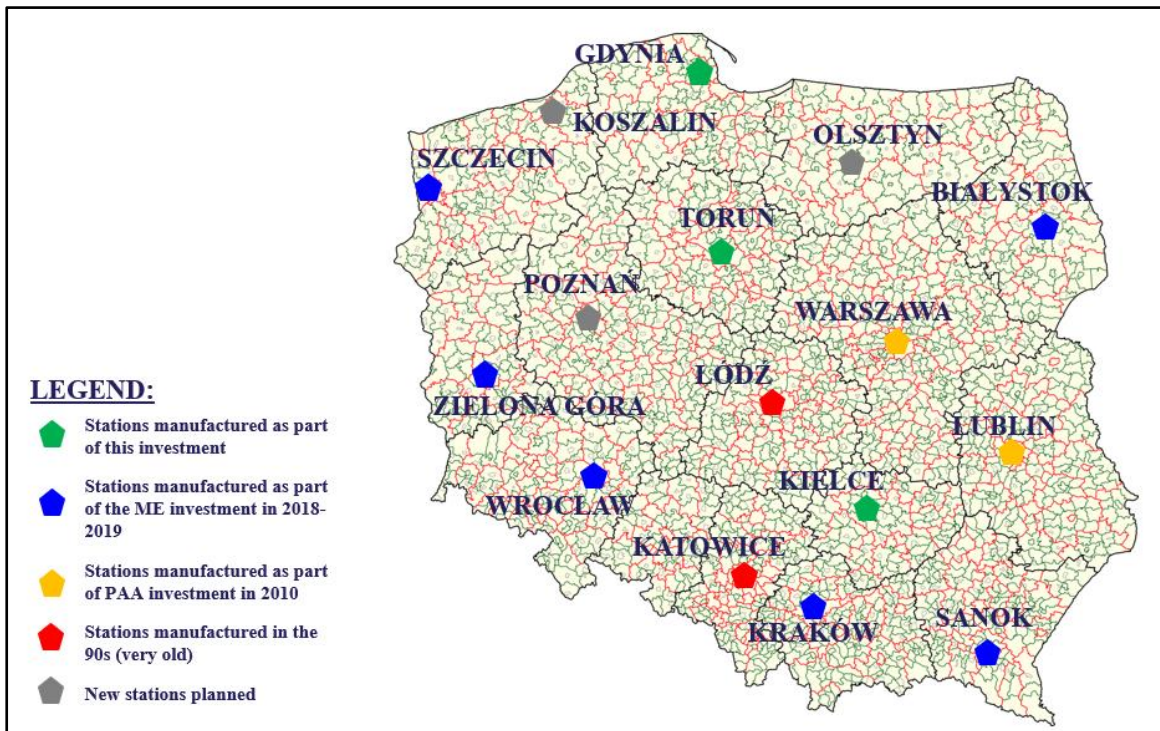 GDYNIA
KOSZALIN
OLSZTYN
SZCZECIN
BIAŁYSTOK
TORUŃ
POZNAŃ
WARSZAWA
ŁÓDŹ
ZIELONA GÓRA
LUBLIN
KIELCE
WROCŁAW
KATOWICE
KRAKÓW
SANOK
LEGEND:
Stations manufactured as part
of this investment
Stations manufactured as part
of the ME investment in 2018-
2019
Stations manufactured as part
of PAA investment in 2010
Stations manufactured in the
90s (very old)
New stations planned